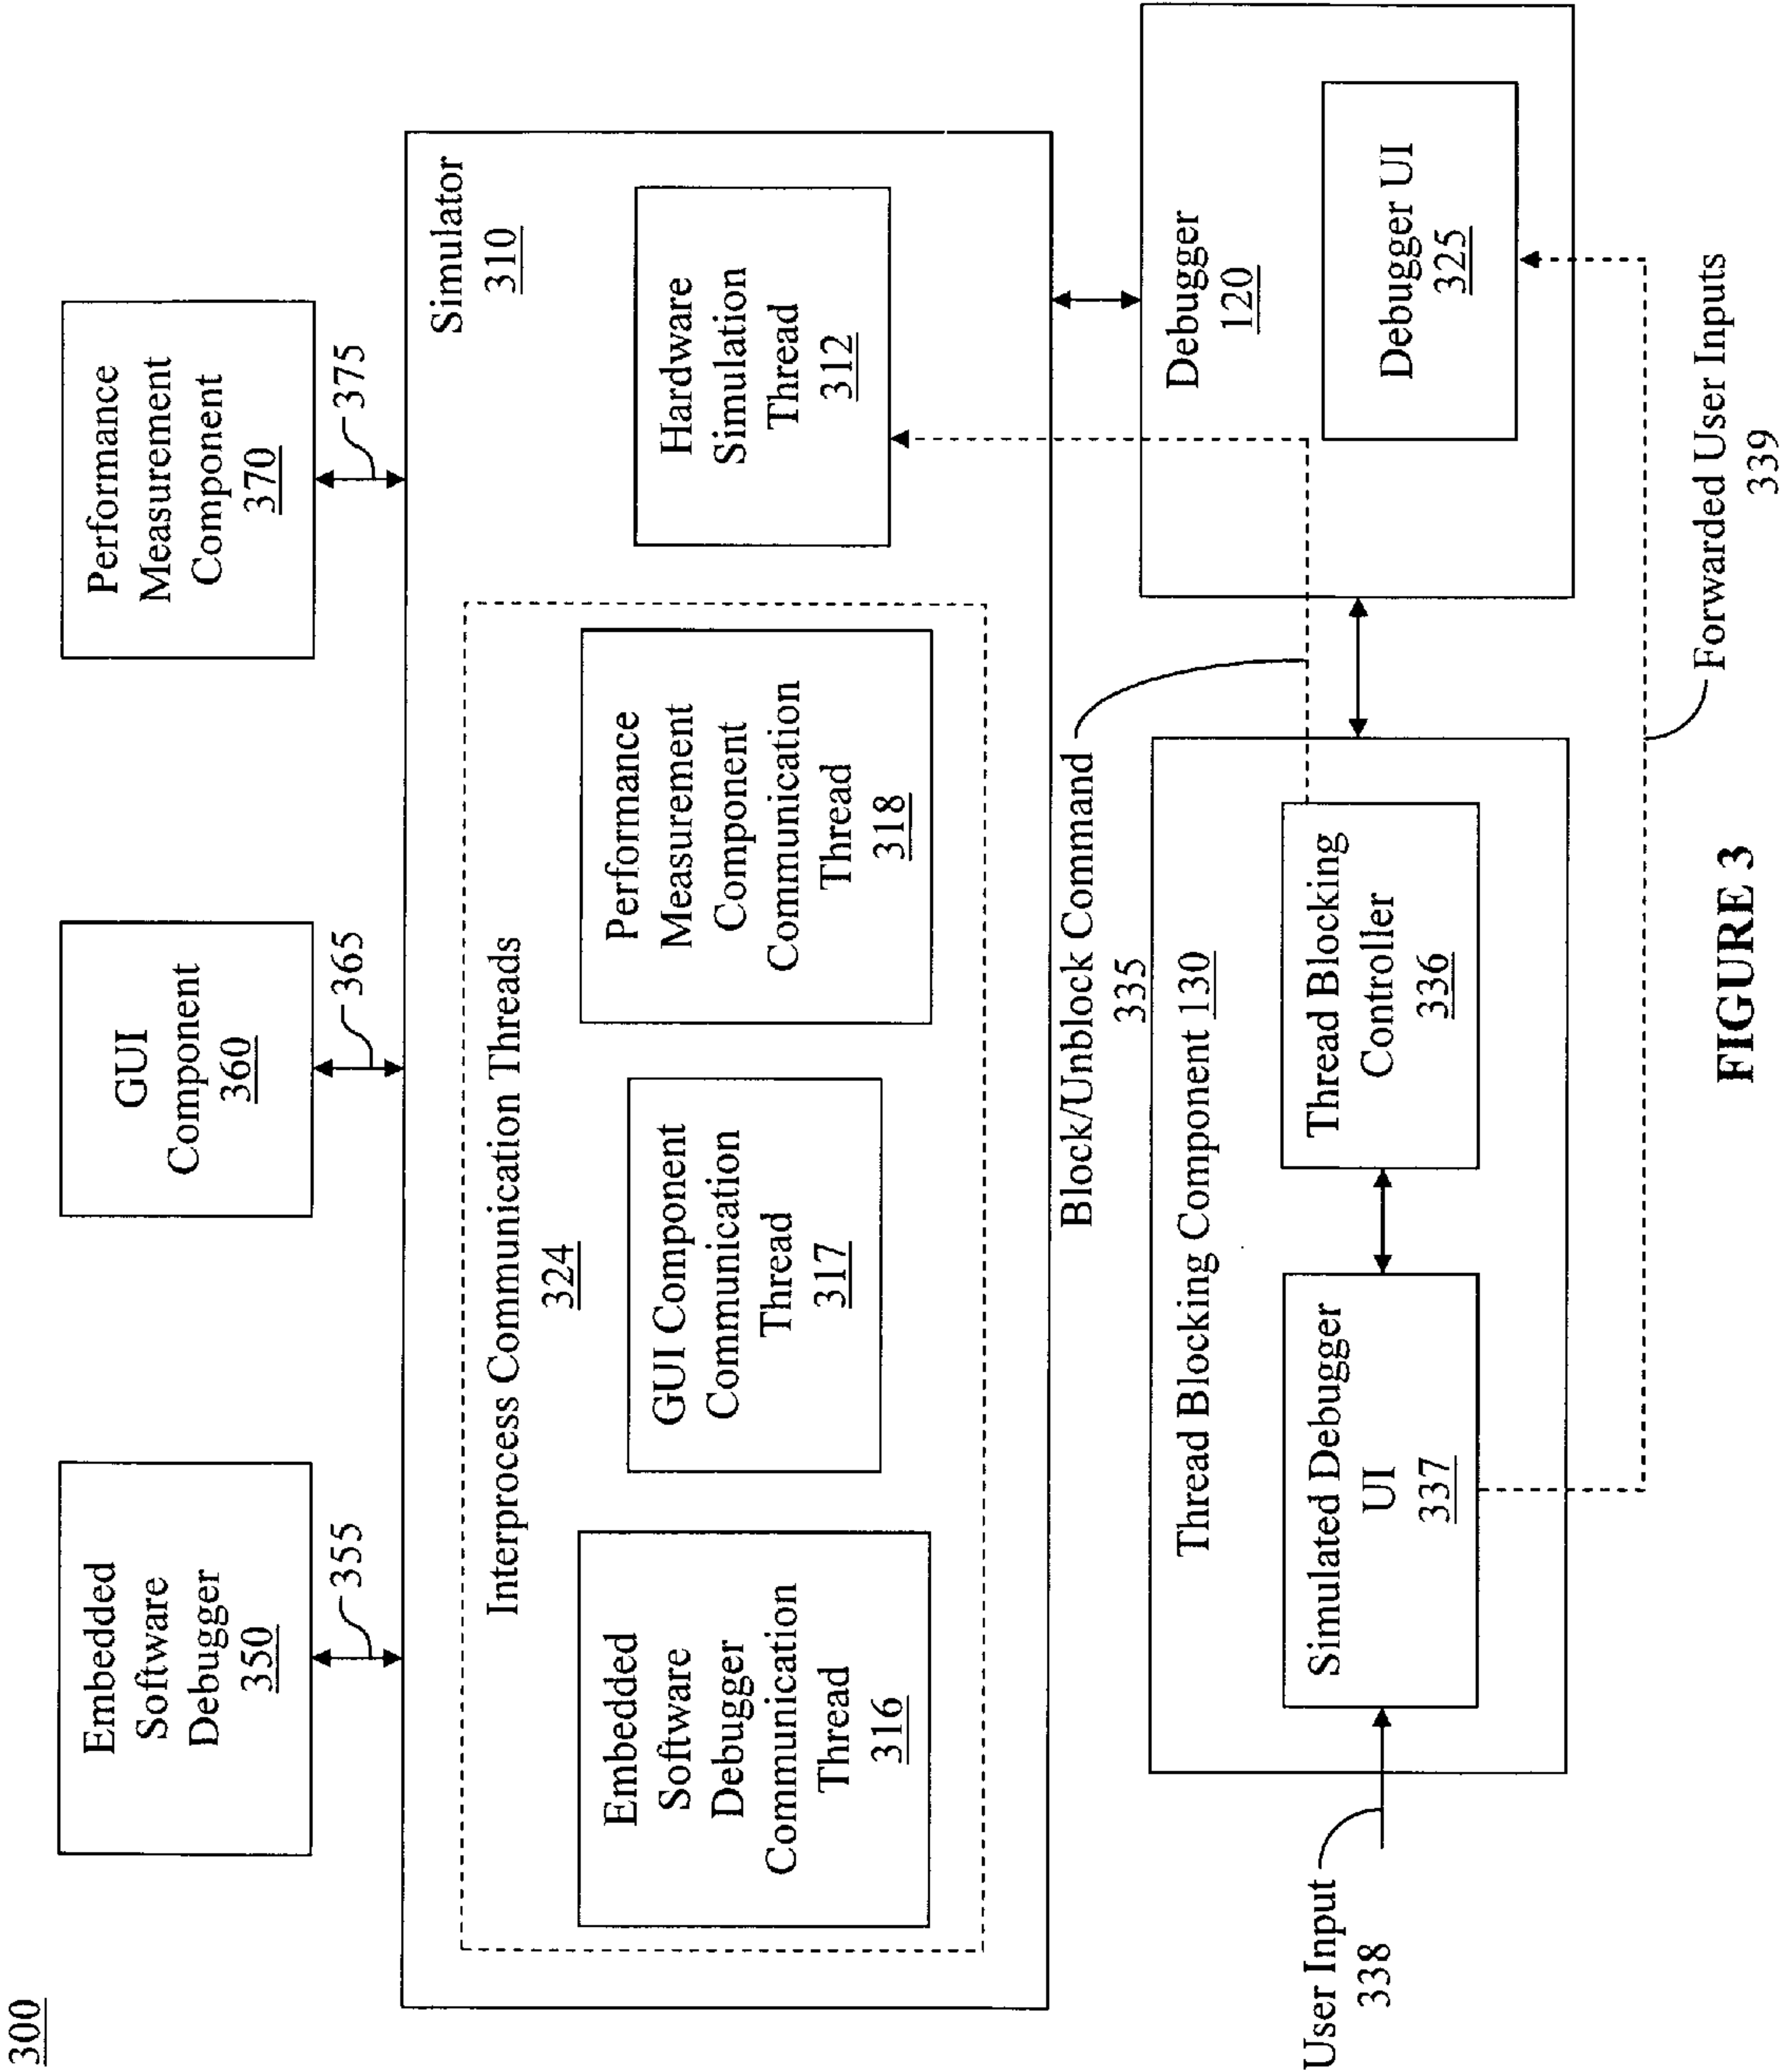 300
Embedded
Software
Debugger
350
GUI
Component
360
Performance
Measurement
Component
370
355
365
375
Simulator
310
Interprocess Communication Threads
324
Embedded
Software
Debugger
Communication
Thread
316
GUI Component
Communication
Thread
317
Performance
Measurement
Component
Communication
Thread
318
Hardware
Simulation
Thread
312
Block/Unblock Command
335
Thread Blocking Component 130
Simulated Debugger
UI
337
Thread Blocking
Controller
336
Debugger
120
Debugger UI
325
User Input
338
Forwarded User Inputs
339
FIGURE 3